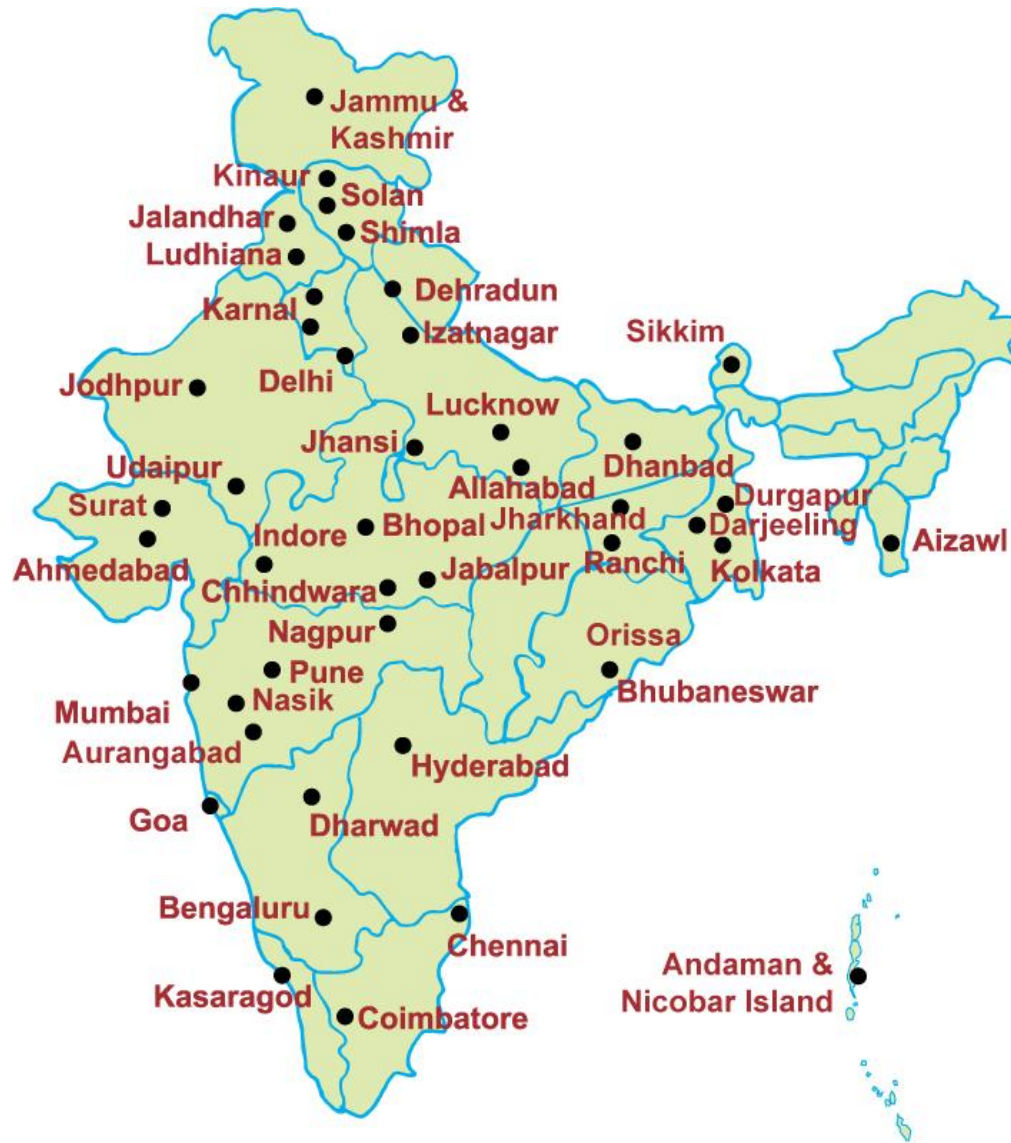 Jammu &
Kashmir
Kinaur
Solan
Jalandhar
Shimla
Ludhiana
Dehradun
Karnal
Izatnagar
Sikkim
Delhi
Jodhpur
Lucknow
Jhansi
Dhanbad
Udaipur
Allahabad
Surat
Durgapur
Jharkhand
Darjeeling
Indore
Bhopal
Aizawl
Ranchi
Kolkata
Ahmedabad
Jabalpur
Chhindwara
Nagpur
Orissa
Pune
Bhubaneswar
Nasik
Mumbai
Aurangabad
Hyderabad
Goa
Dharwad
Bengaluru
Chennai
Andaman &
Nicobar Island
Kasaragod
Coimbatore